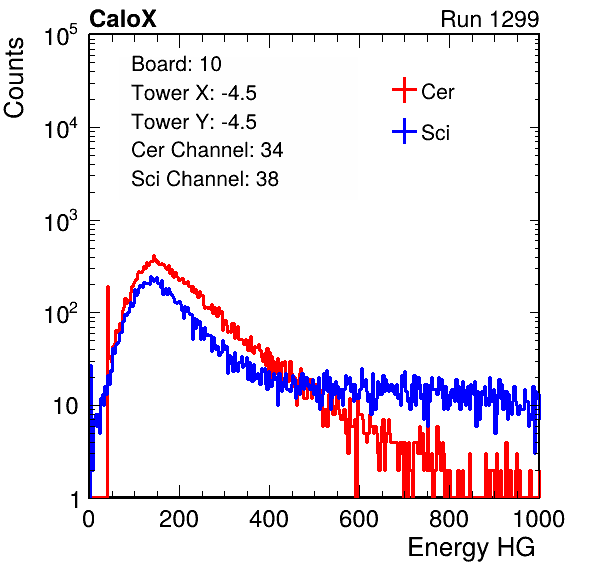 CaloX Run 1299
Counts
10^5
10^4
10^3
10^2
10
1
Board: 10
Tower X: -4.5
Tower Y: -4.5
Cer Channel: 34
Sci Channel: 38
Cer
Sci
0 200 400 600 800 1000
Energy HG